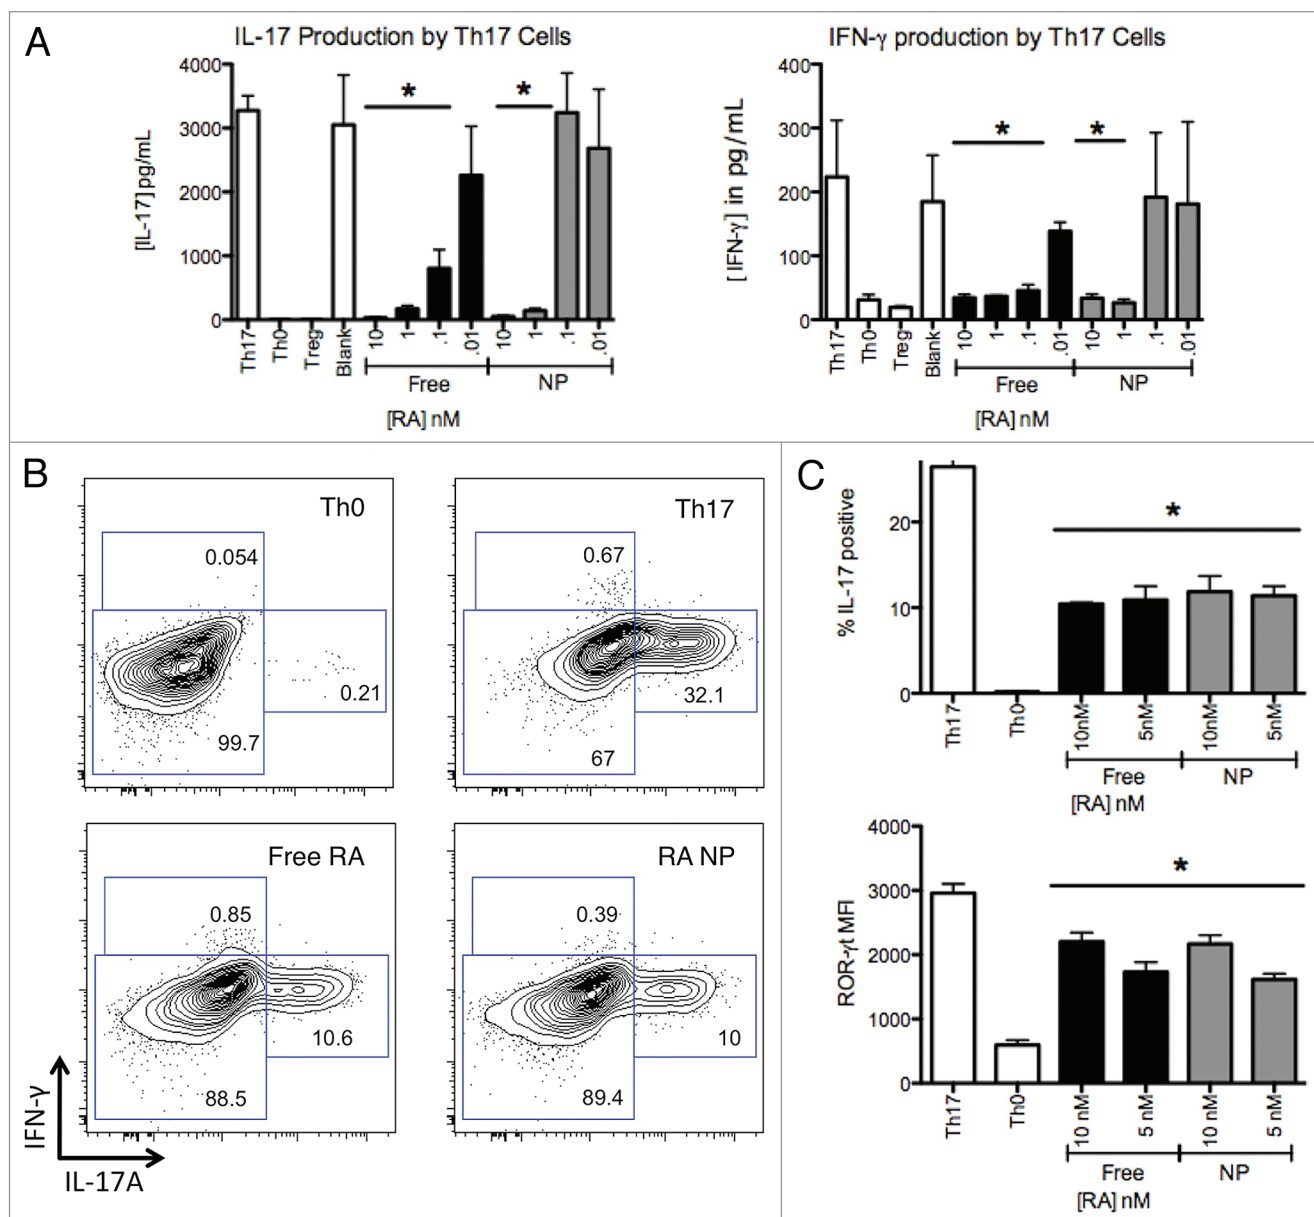 A
IL-17 Production by Th17 Cells
[IL-17] pg/mL
4000
3000
2000
1000
0
* *
Th17 Th0 Treg Blank 10 1 .1 .01 10 1 .1 .01
Free NP
[RA] nM
IFN-γ production by Th17 Cells
[IFN-γ] in pg/mL
400
300
200
100
0
* *
Th17 Th0 Treg Blank 10 1 .1 .01 10 1 .1 .01
Free NP
[RA] nM
B
Th0
0.054
0.21
99.7
Th17
0.67
32.1
67
Free RA
0.85
10.6
88.5
RA NP
0.39
10
89.4
IFN-γ
IL-17A
C
% IL-17 positive
20
10
0
*
Th17 Th0 10nM 5nM 10nM 5nM
Free NP
[RA] nM
ROR-γt MFI
4000
3000
2000
1000
0
*
Th17 Th0 10 nM 5 nM 10 nM 5 nM
Free NP
[RA] nM